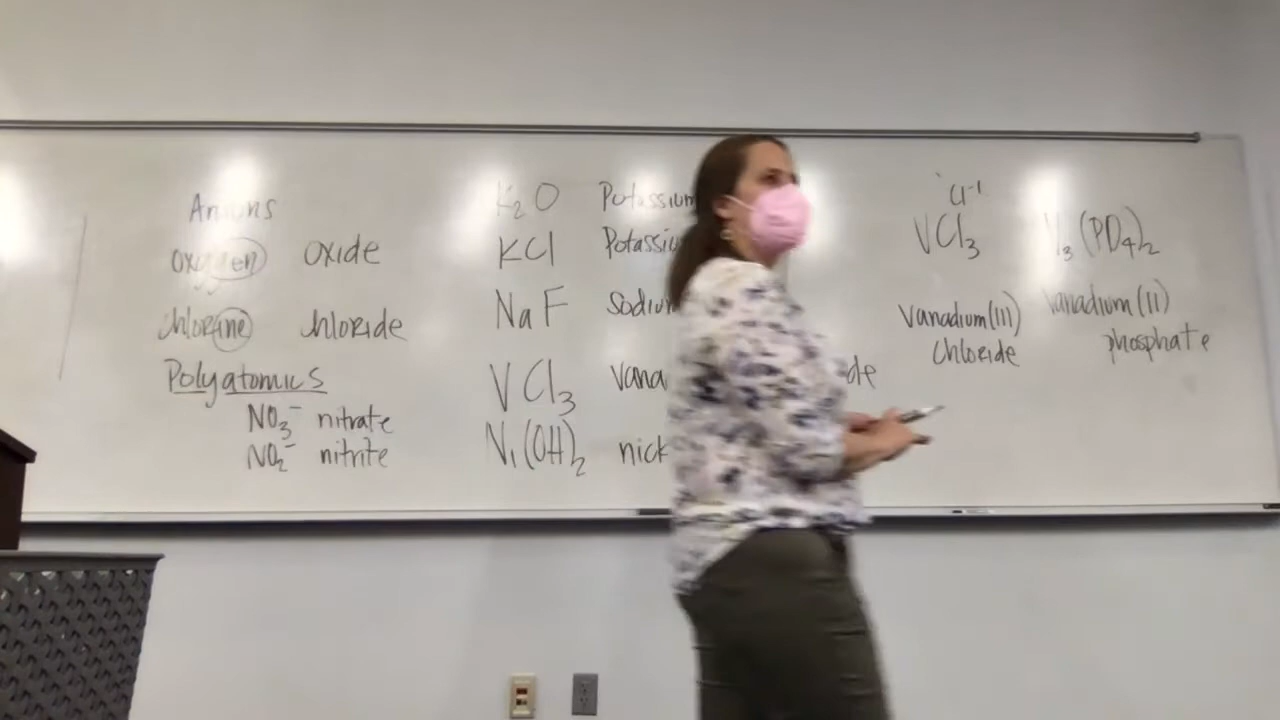 Anions
Oxygen oxide
Chlorine Chloride
Polyatomics
NO3- nitrate
NO2- nitrite
K2O Potassium
KCl
NaF
VCl3
Ni(OH)2
Cl-1
VCl3 V3(PO4)2
Vanadium(III) Vanadium(II)
Chloride phosphate